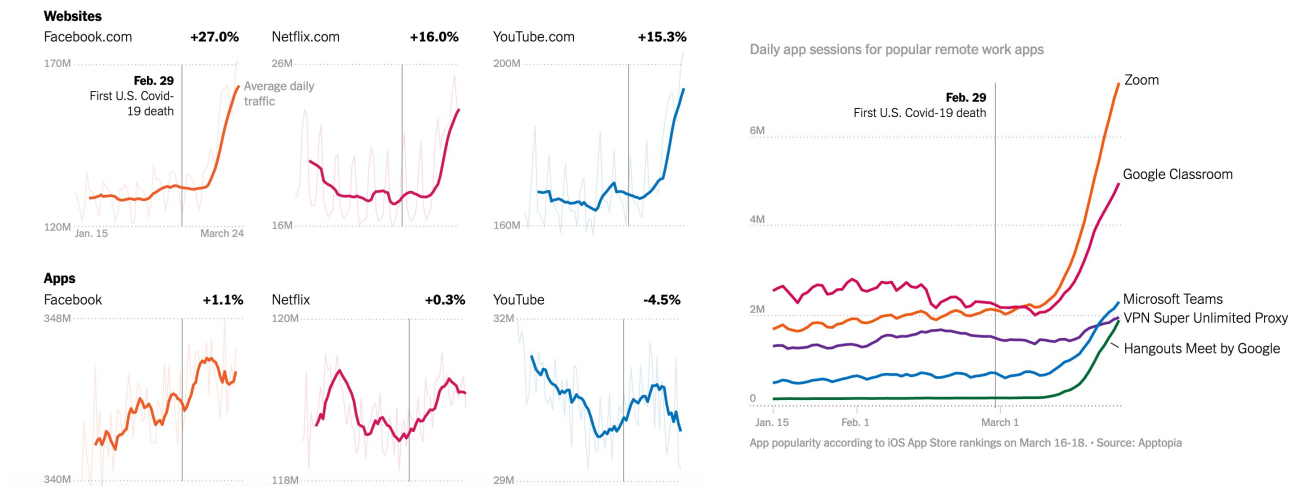 Websites
Facebook.com +27.0%
170M
Feb. 29
First U.S. Covid-
19 death
Average daily
traffic
120M
Jan. 15 March 24
Netflix.com +16.0%
26M
16M
YouTube.com +15.3%
200M
160M
Apps
Facebook +1.1%
348M
340M
Netflix +0.3%
120M
118M
YouTube -4.5%
32M
29M
Daily app sessions for popular remote work apps
Zoom
Feb. 29
First U.S. Covid-19 death
6M
Google Classroom
4M
Microsoft Teams
2M
VPN Super Unlimited Proxy
Hangouts Meet by Google
0
Jan. 15 Feb. 1 March 1
App popularity according to iOS App Store rankings on March 16-18. • Source: Apptopia